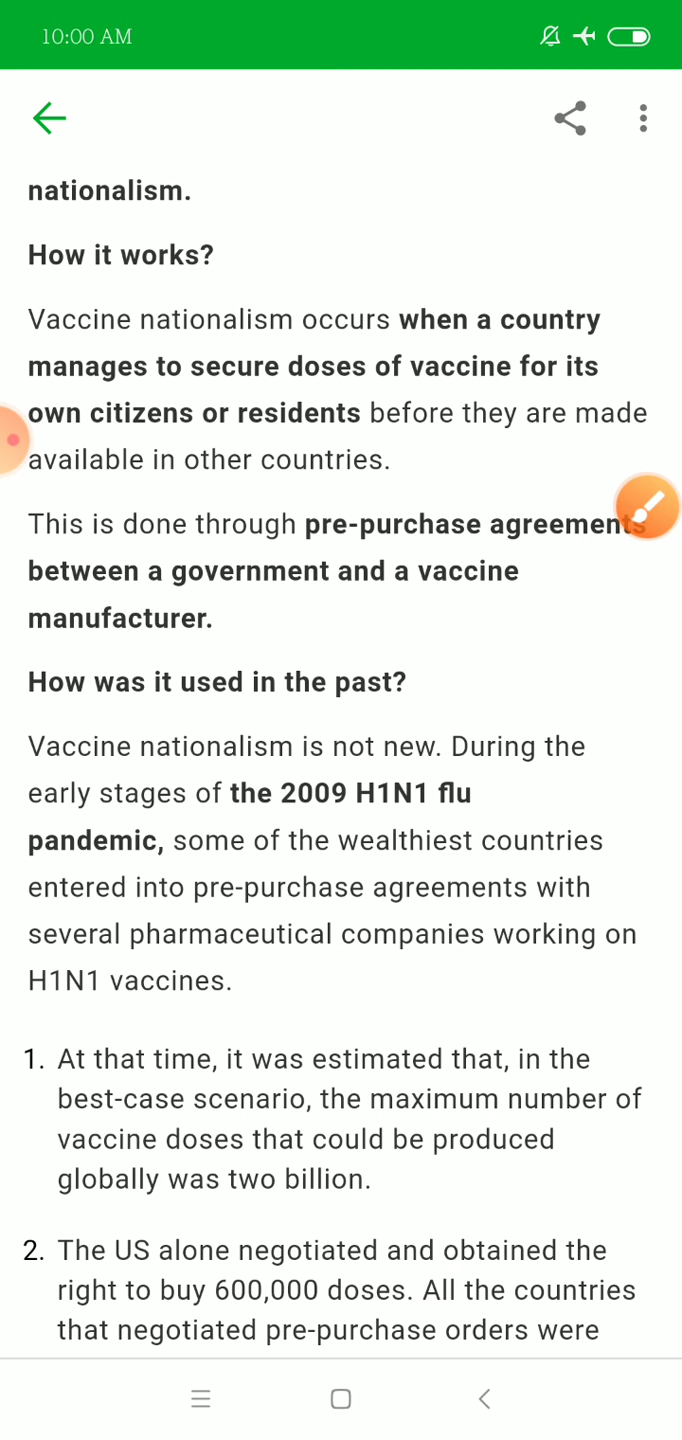 10:00 AM
nationalism.
How it works?
Vaccine nationalism occurs when a country
manages to secure doses of vaccine for its
own citizens or residents before they are made
available in other countries.
This is done through pre-purchase agreements
between a government and a vaccine
manufacturer.
How was it used in the past?
Vaccine nationalism is not new. During the
early stages of the 2009 H1N1 flu
pandemic, some of the wealthiest countries
entered into pre-purchase agreements with
several pharmaceutical companies working on
H1N1 vaccines.
1. At that time, it was estimated that, in the
best-case scenario, the maximum number of
vaccine doses that could be produced
globally was two billion.
2. The US alone negotiated and obtained the
right to buy 600,000 doses. All the countries
that negotiated pre-purchase orders were